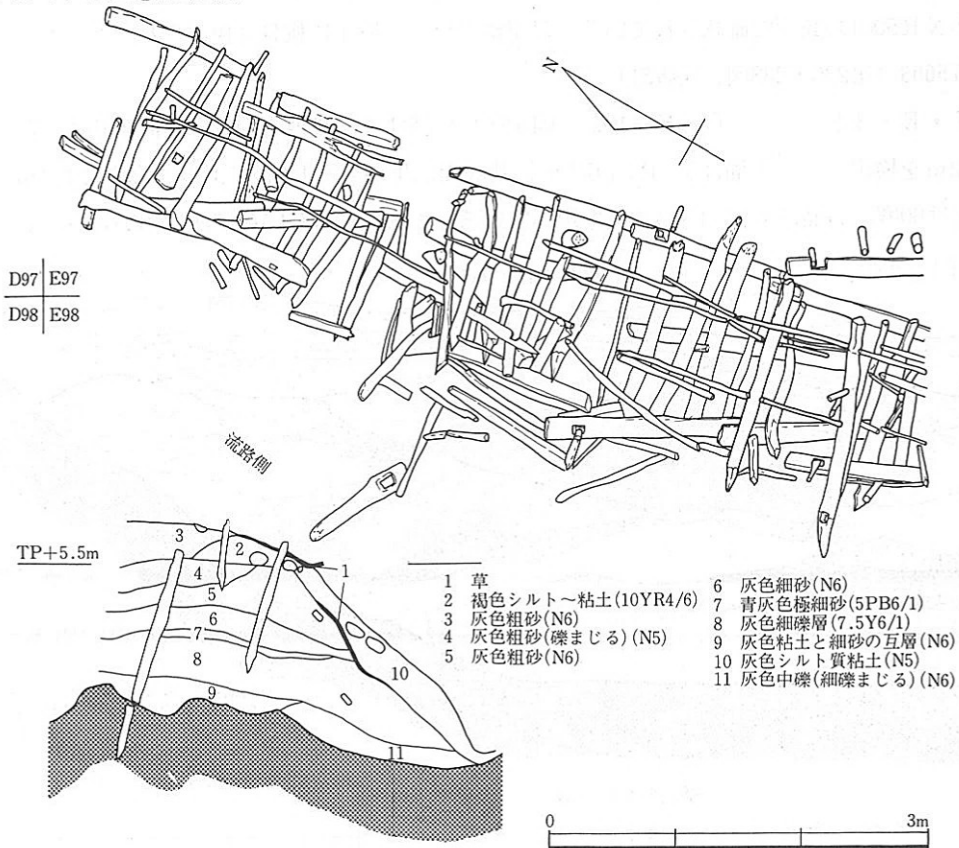 N
D97 E97
D98 E98
流路側
TP+5.5m
3
2
1
4
5
6
7
8
9
10
11
1 草
2 褐色シルト~粘土(10YR4/6)
3 灰色粗砂(N6)
4 灰色粗砂(礫まじる)(N5)
5 灰色粗砂(N6)
6 灰色細砂(N6)
7 青灰色極細砂(5PB6/1)
8 灰色細礫層(7.5Y6/1)
9 灰色粘土と細砂の互層(N6)
10 灰色シルト質粘土(N5)
11 灰色中礫(細礫まじる)(N6)
0 3m